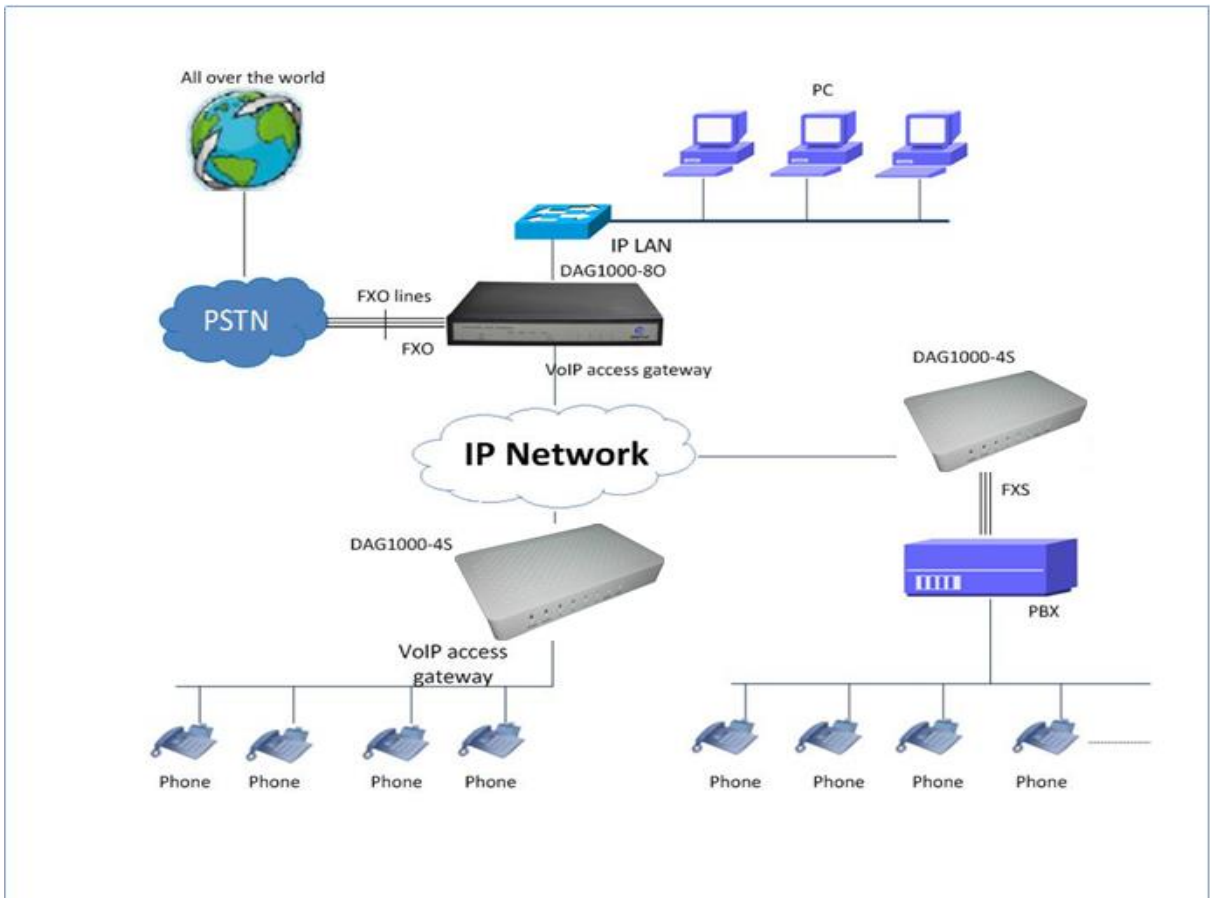 All over the world
PC
IP LAN
DAG1000-8O
FXO lines
PSTN
FXO
VoIP access gateway
DAG1000-4S
IP Network
FXS
DAG1000-4S
PBX
VoIP access
gateway
Phone
Phone
Phone
Phone
Phone
Phone
Phone
Phone